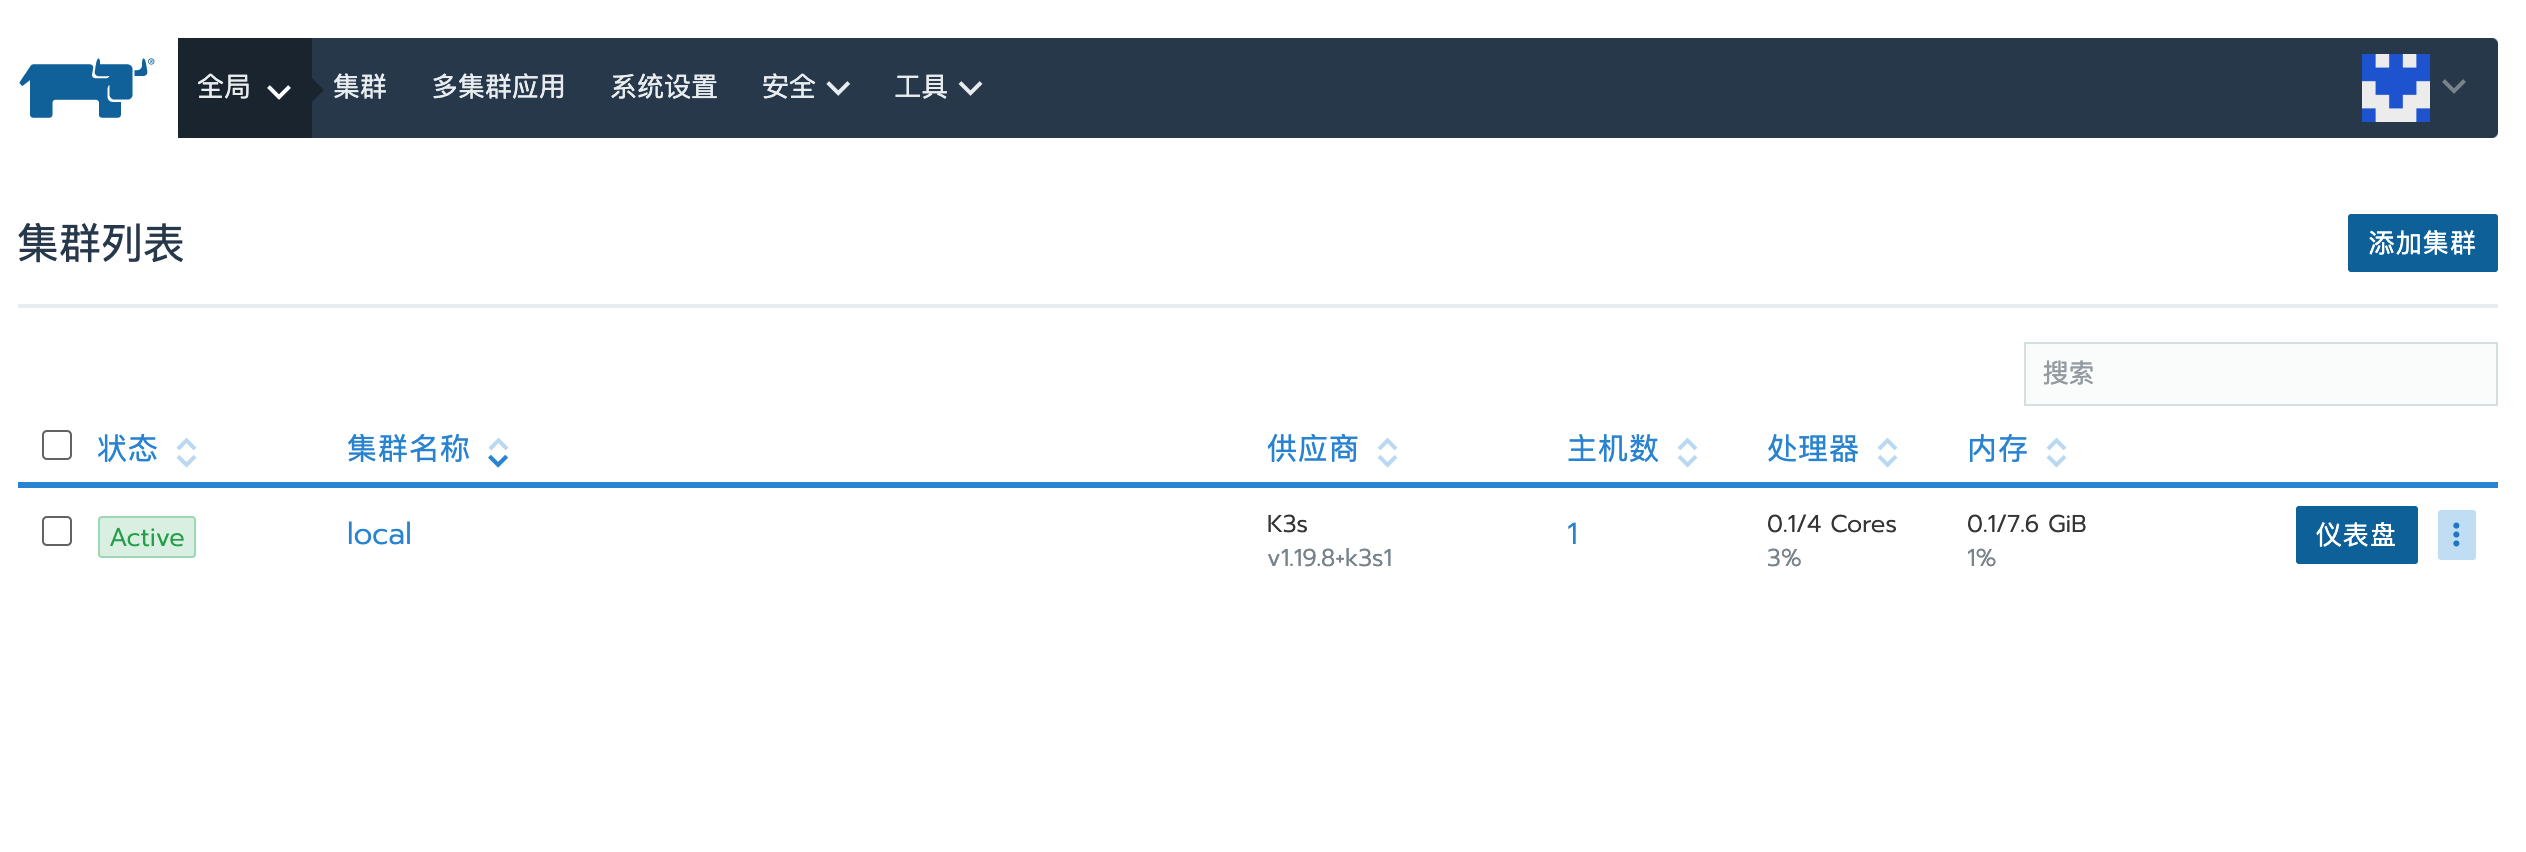 全局 集群 多集群应用 系统设置 安全 工具
集群列表 添加集群
搜索
状态 集群名称 供应商 主机数 处理器 内存
Active local K3s 1 0.1/4 Cores 0.1/7.6 GiB 仪表盘
v1.19.8+k3s1 3% 1%